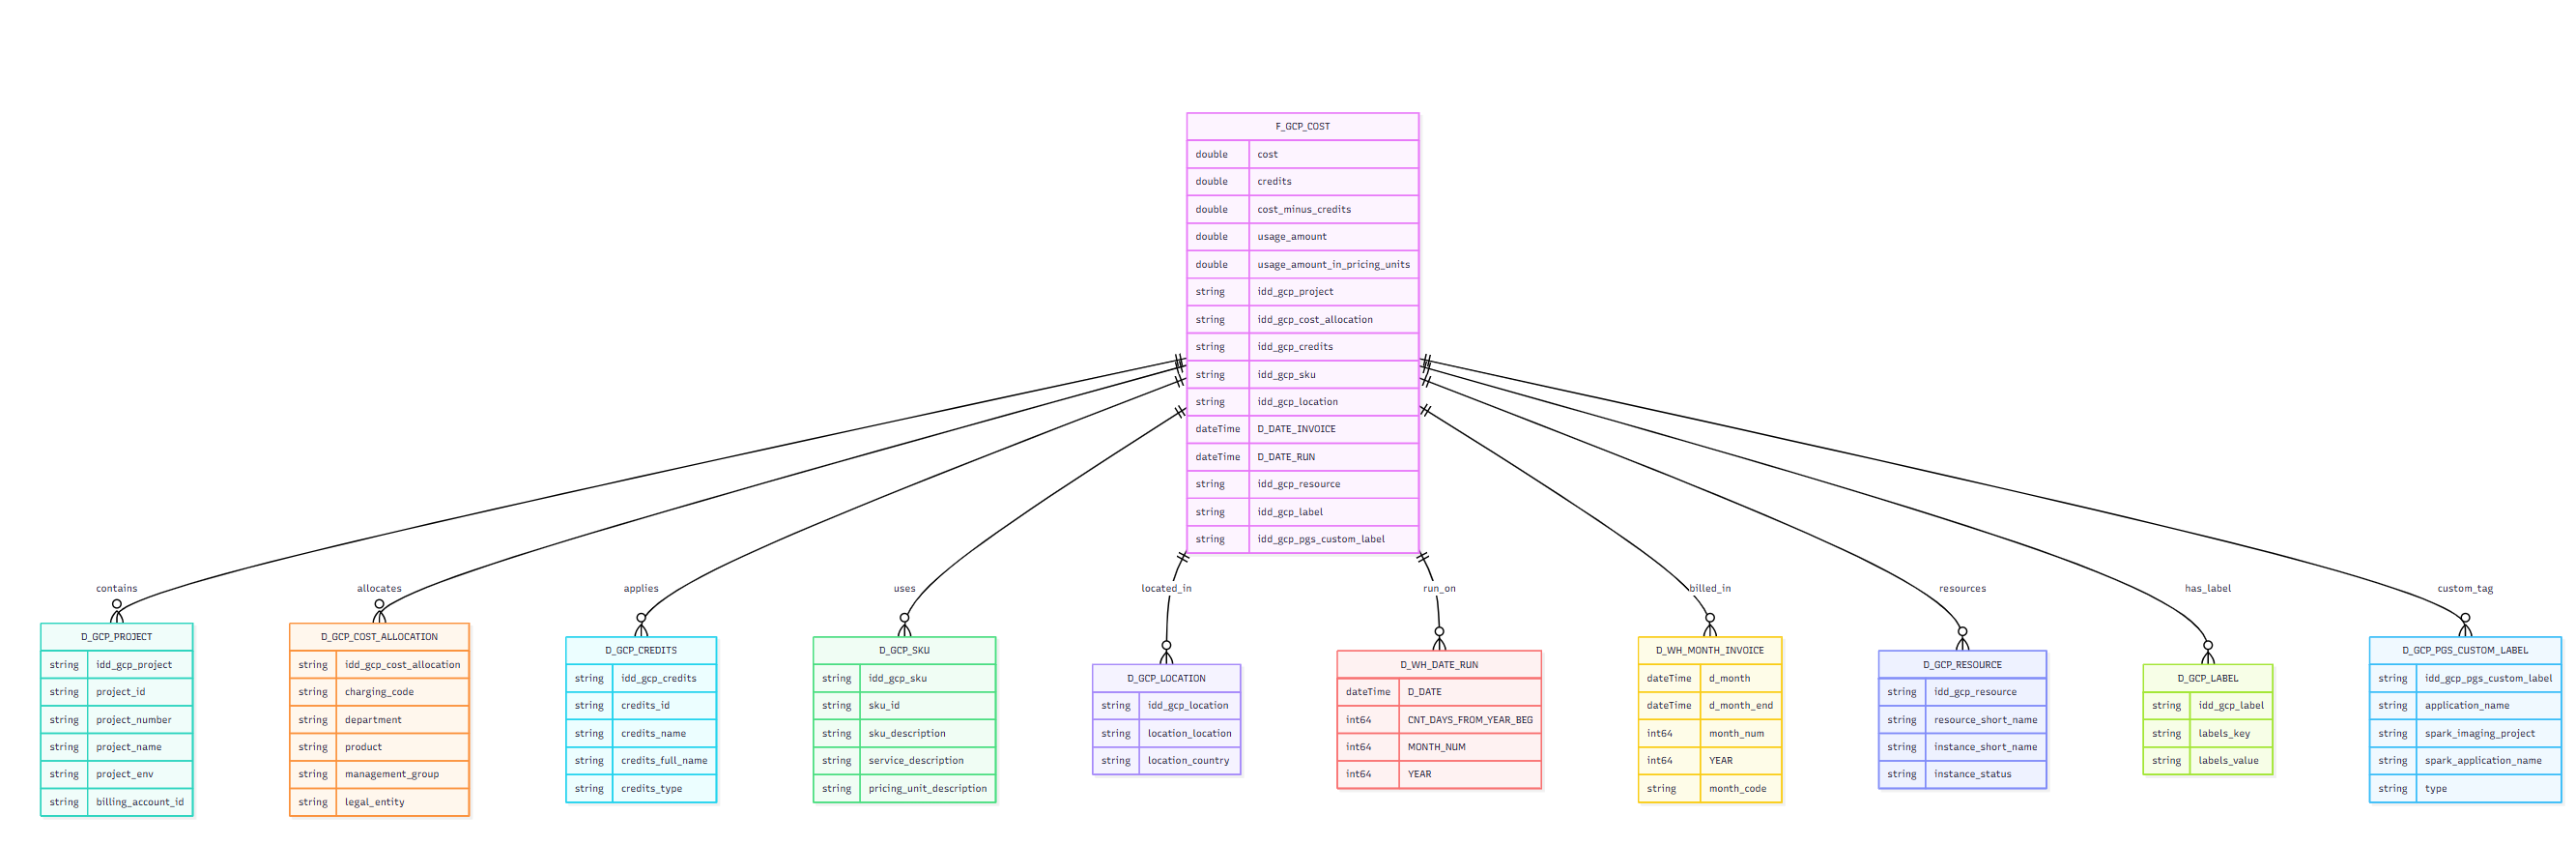 F_GCP_COST
double cost
double credits
double cost_minus_credits
double usage_amount
double usage_amount_in_pricing_units
string idd_gcp_project
string idd_gcp_cost_allocation
string idd_gcp_credits
string idd_gcp_sku
string idd_gcp_location
dateTime D_DATE_INVOICE
dateTime D_DATE_RUN
string idd_gcp_resource
string idd_gcp_label
string idd_gcp_pgs_custom_label
contains
allocates
applies
uses
located_in
run_on
billed_in
resources
has_label
custom_tag
D_GCP_PROJECT
string idd_gcp_project
string project_id
string project_number
string project_name
string project_env
string billing_account_id
D_GCP_COST_ALLOCATION
string idd_gcp_cost_allocation
string charging_code
string department
string product
string management_group
string legal_entity
D_GCP_CREDITS
string idd_gcp_credits
string credits_id
string credits_name
string credits_full_name
string credits_type
D_GCP_SKU
string idd_gcp_sku
string sku_id
string sku_description
string service_description
string pricing_unit_description
D_GCP_LOCATION
string idd_gcp_location
string location_location
string location_country
D_WH_DATE_RUN
dateTime D_DATE
int64 CNT_DAYS_FROM_YEAR_BEG
int64 MONTH_NUM
int64 YEAR
D_WH_MONTH_INVOICE
dateTime d_month
dateTime d_month_end
int64 month_num
int64 YEAR
string month_code
D_GCP_RESOURCE
string idd_gcp_resource
string resource_short_name
string instance_short_name
string instance_status
D_GCP_LABEL
string idd_gcp_label
string labels_key
string labels_value
D_GCP_PGS_CUSTOM_LABEL
string idd_gcp_pgs_custom_label
string application_name
string spark_imaging_project
string spark_application_name
string type